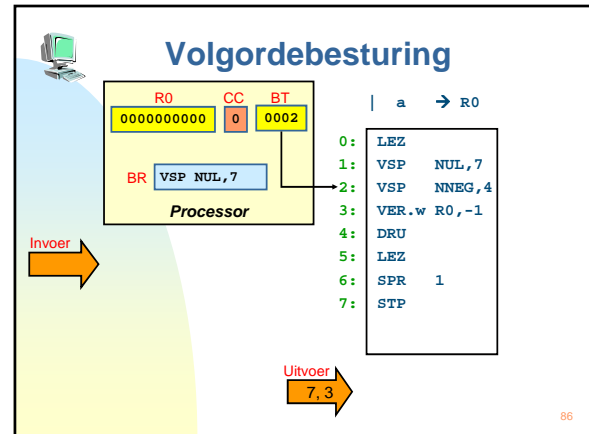 Volgordebesturing
R0 CC BT
0000000000 0 0002
BR VSP NUL,7
Processor
| a → R0
0: LEZ
1: VSP NUL,7
2: VSP NNEG,4
3: VER.w R0,-1
4: DRU
5: LEZ
6: SPR 1
7: STP
Invoer
Uitvoer
7, 3
86